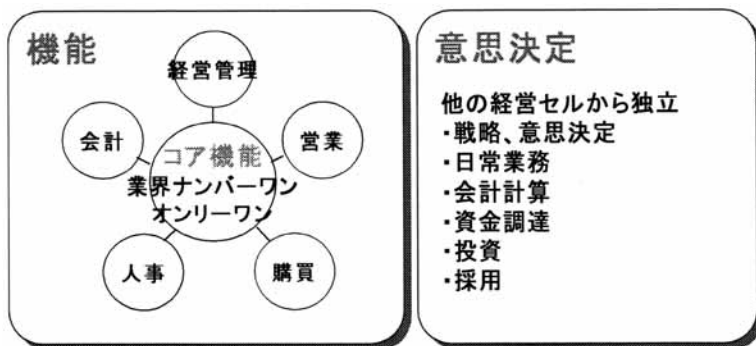 機能
経営管理
会計
営業
コア機能
業界ナンバーワン
オンリーワン
人事
購買
意思決定
他の経営セルから独立
・戦略、意思決定
・日常業務
・会計計算
・資金調達
・投資
・採用